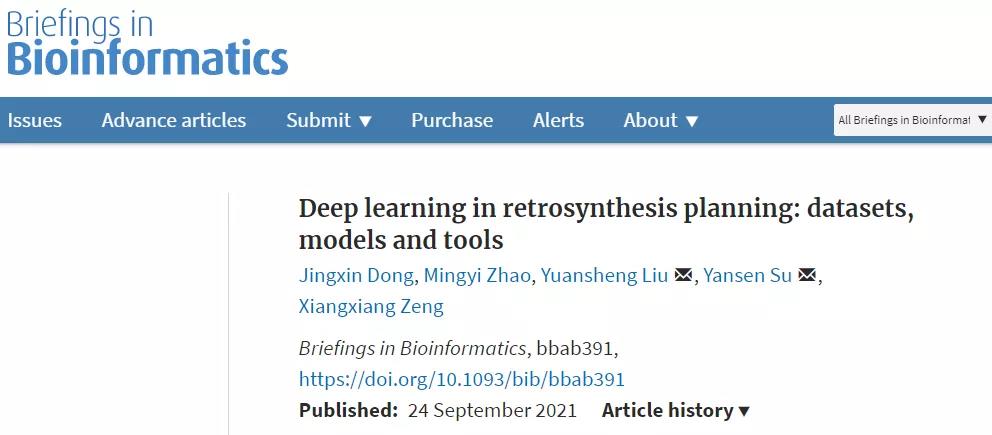 Briefings in
Bioinformatics
Issues Advance articles Submit ▼ Purchase Alerts About ▼ All Briefings in Bioinformat ▼
Deep learning in retrosynthesis planning: datasets,
models and tools
Jingxin Dong, Mingyi Zhao, Yuansheng Liu ✉, Yansen Su ✉,
Xiangxiang Zeng
Briefings in Bioinformatics, bbab391,
https://doi.org/10.1093/bib/bbab391
Published: 24 September 2021 Article history ▼